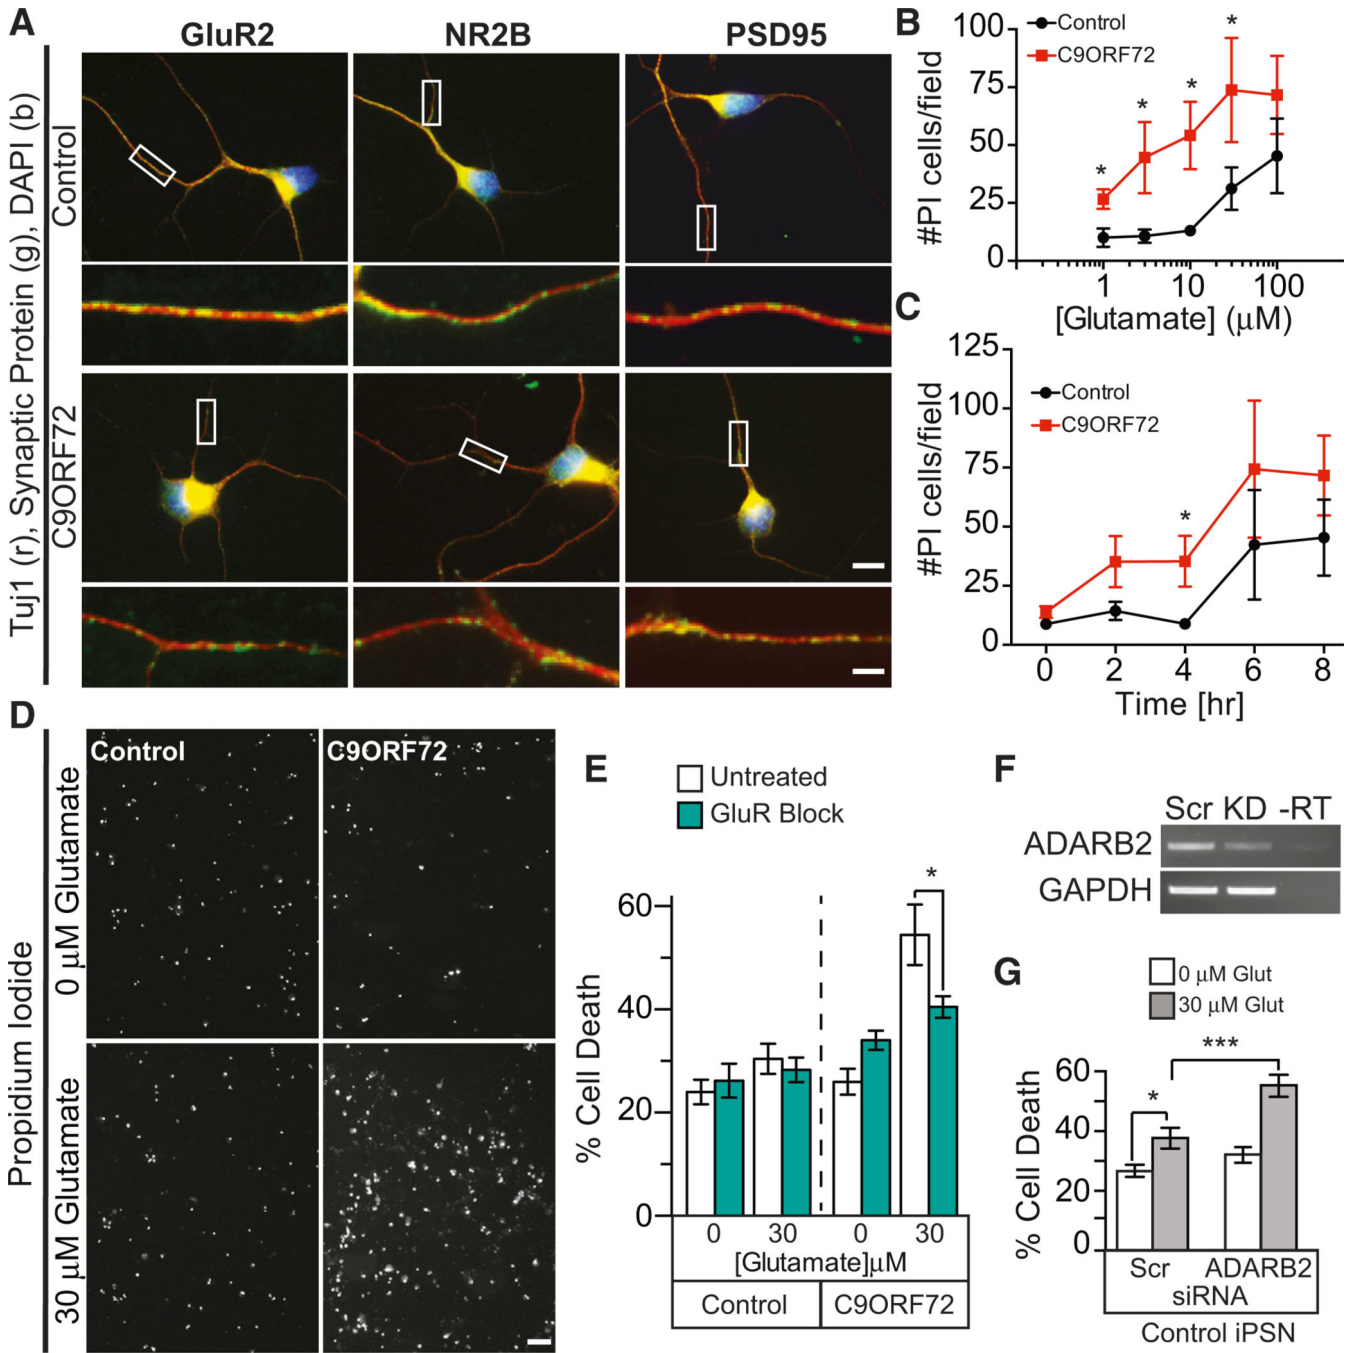 A
GluR2
NR2B
PSD95
Tuj1 (r), Synaptic Protein (g), DAPI (b)
Control
C9ORF72
B
#PI cells/field
100
75
50
25
0
Control
C9ORF72
*
*
*
*
1
10
100
[Glutamate] (µM)
C
#PI cells/field
125
100
75
50
25
0
Control
C9ORF72
*
0 2 4 6 8
Time [hr]
D
Propidium Iodide
0 µM Glutamate
30 µM Glutamate
Control
C9ORF72
E
Untreated
GluR Block
% Cell Death
60
40
20
0
*
0 30 0 30
[Glutamate]µM
Control C9ORF72
F
Scr KD -RT
ADARB2
GAPDH
G
0 µM Glut
30 µM Glut
% Cell Death
60
40
20
0
*
***
Scr ADARB2
siRNA
Control iPSN